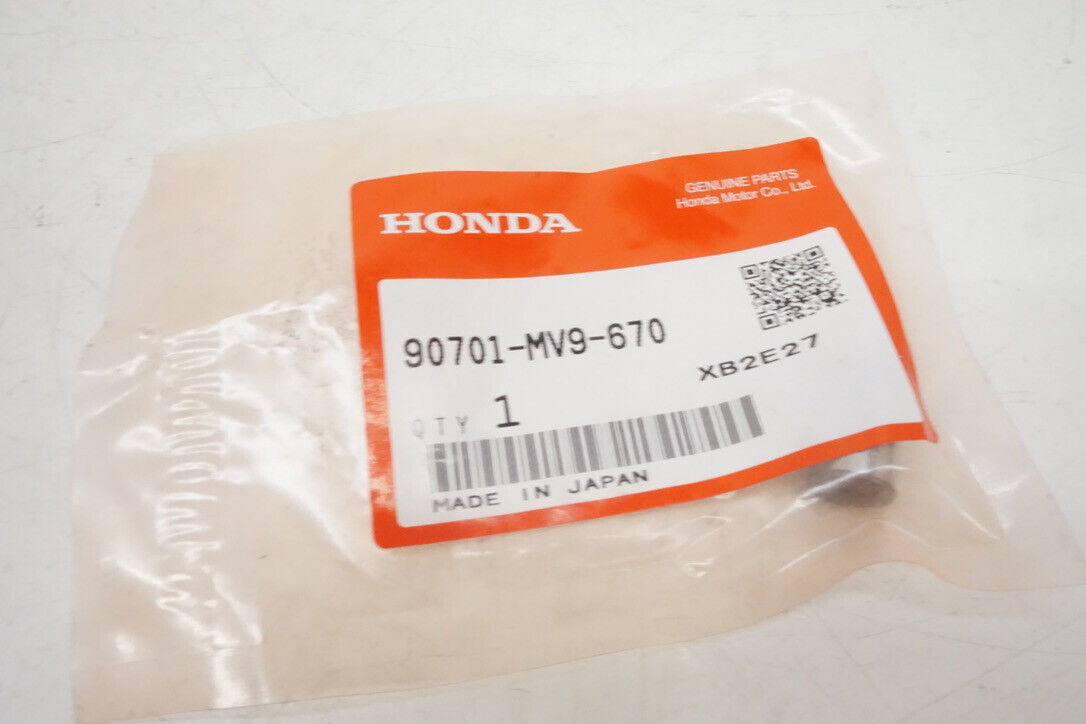 GENUINE PARTS
Honda Motor Co., Ltd.
HONDA
90701-MV9-670
XB2E27
QTY 1
MADE IN JAPAN